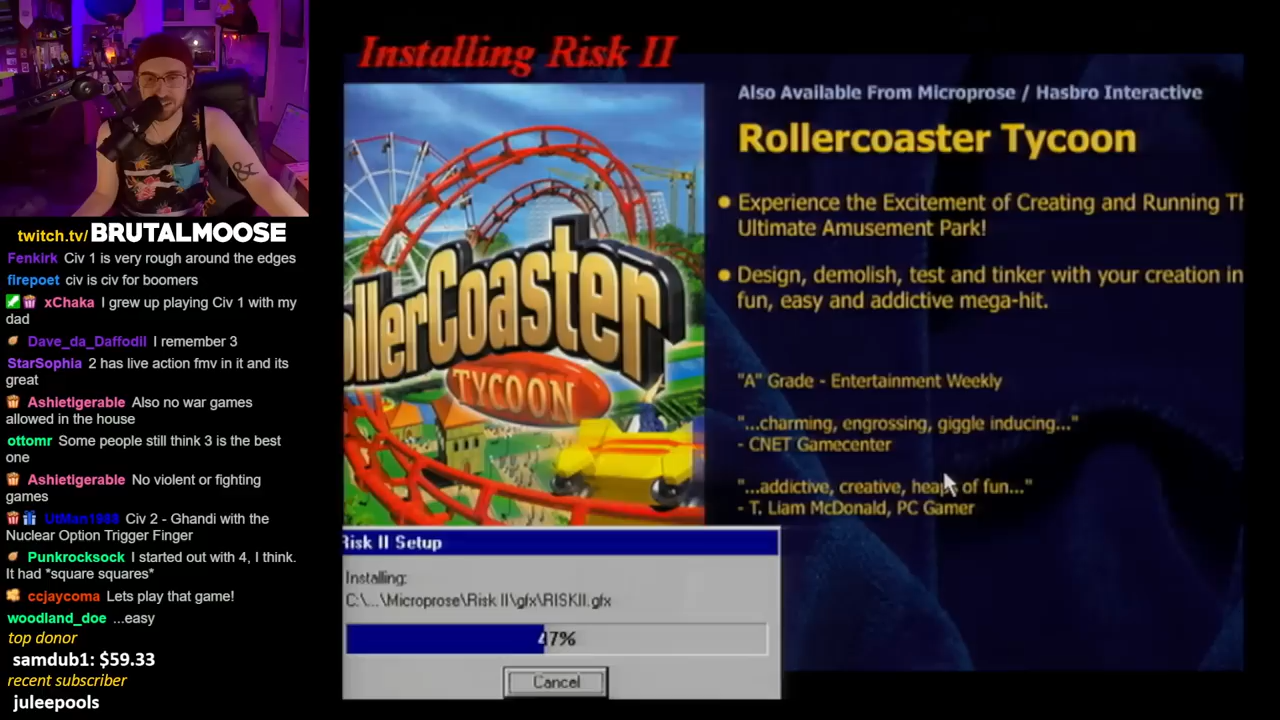 Installing Risk II
Also Available From Microprose / Hasbro Interactive
Rollercoaster Tycoon
Experience the Excitement of Creating and Running Th
Ultimate Amusement Park!
Design, demolish, test and tinker with your creation in
fun, easy and addictive mega-hit.
"A" Grade - Entertainment Weekly
"...charming, engrossing, giggle inducing..."
- CNET Gamecenter
"...addictive, creative, heaps of fun..."
- T. Liam McDonald, PC Gamer
ollerCoaster
TYCOON
Risk II Setup
Installing:
C:\...\Microprose\Risk II\gfx\RISKII.gfx
47%
Cancel
&
twitch.tv/BRUTALMOOSE
Fenkirk Civ 1 is very rough around the edges
firepoet civ is civ for boomers
xChaka I grew up playing Civ 1 with my
dad
Dave_da_Daffodil I remember 3
StarSophia 2 has live action fmv in it and its
great
Ashietigerable Also no war games
allowed in the house
ottomr Some people still think 3 is the best
one
Ashietigerable No violent or fighting
games
Civ 2 - Ghandi with the
Nuclear Option Trigger Finger
Punkrocksock I started out with 4, I think.
It had *square squares*
ccjaycoma Lets play that game!
woodland_doe ...easy
top donor
samdub1: $59.33
recent subscriber
juleepools